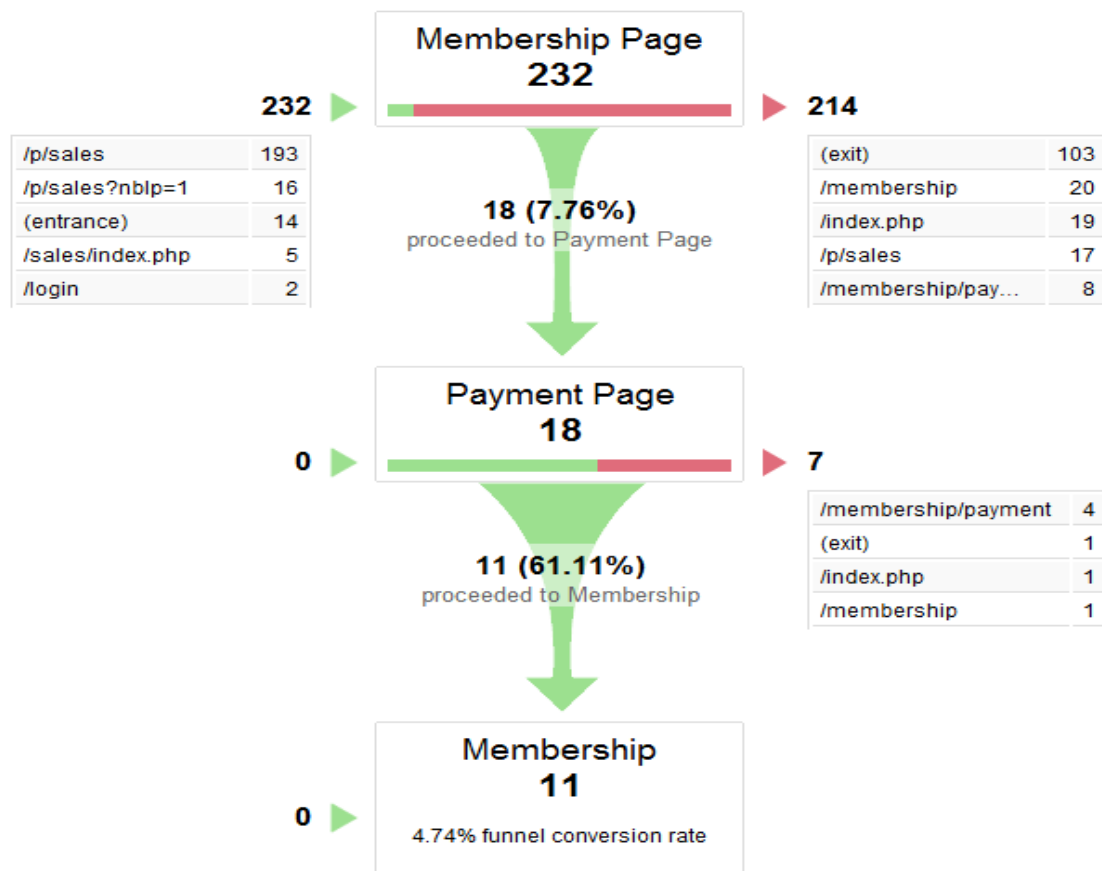 Membership Page
232
232
214
/p/sales 193
/p/sales?nblp=1 16
(entrance) 14
/sales/index.php 5
/login 2
(exit) 103
/membership 20
/index.php 19
/p/sales 17
/membership/pay... 8
18 (7.76%)
proceeded to Payment Page
Payment Page
18
0
7
/membership/payment 4
(exit) 1
/index.php 1
/membership 1
11 (61.11%)
proceeded to Membership
Membership
11
0
4.74% funnel conversion rate